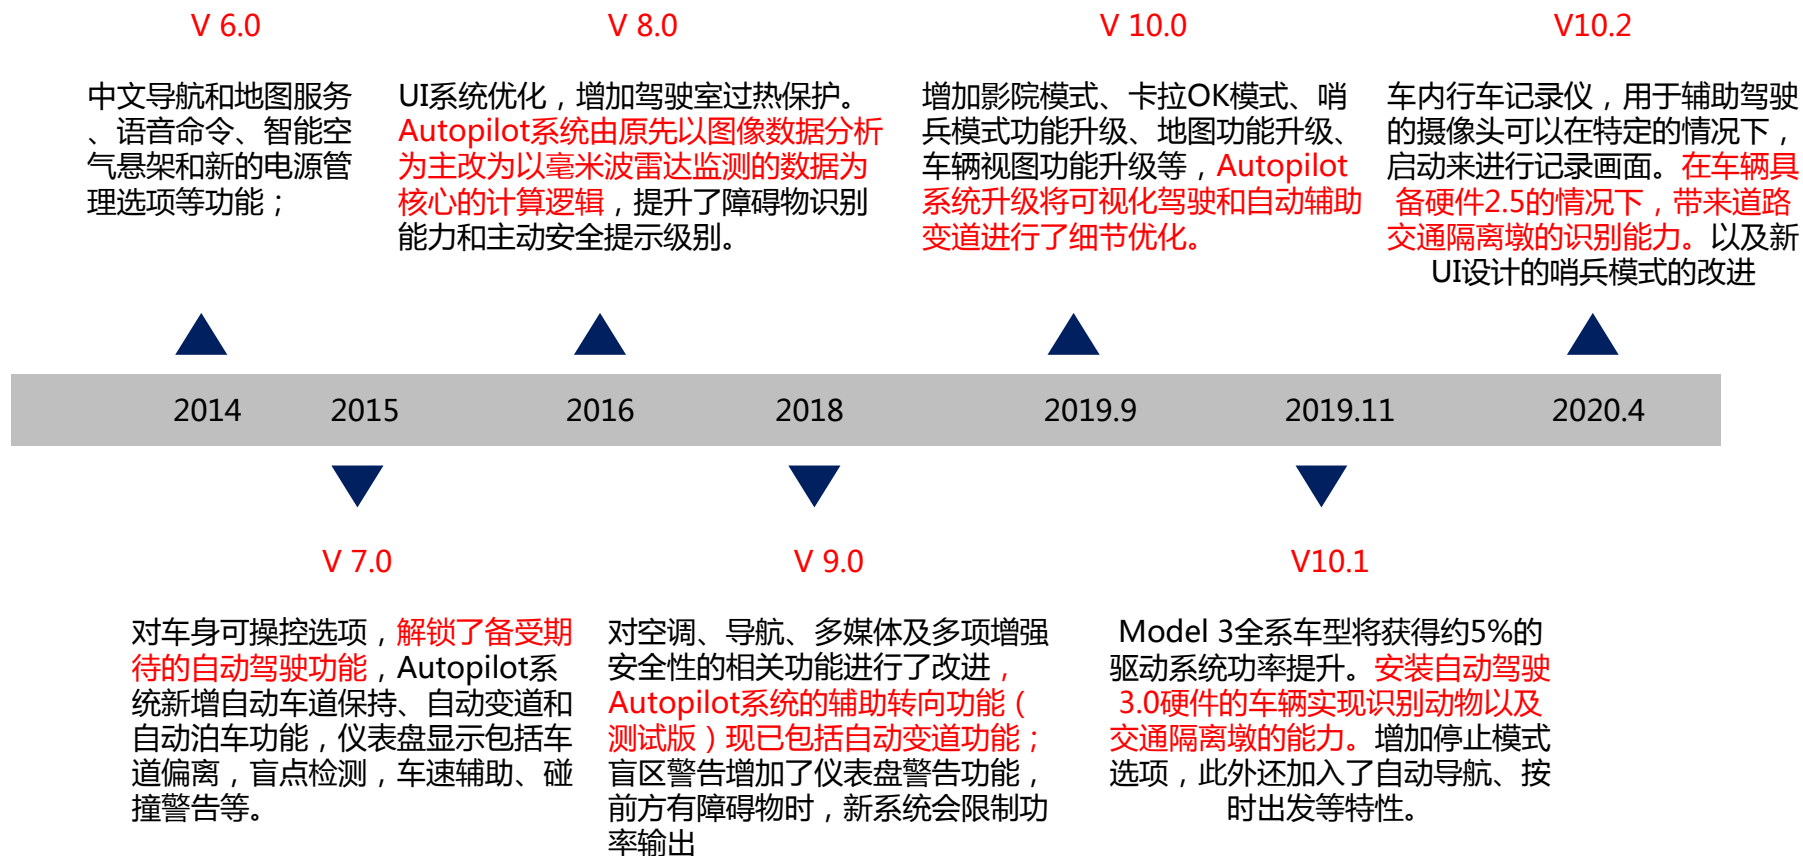 V 6.0
中文导航和地图服务
、语音命令、智能空
气悬架和新的电源管
理选项等功能；
V 8.0
UI系统优化，增加驾驶室过热保护。
Autopilot系统由原先以图像数据分析
为主改为以毫米波雷达监测的数据为
核心的计算逻辑，提升了障碍物识别
能力和主动安全提示级别。
V 10.0
增加影院模式、卡拉OK模式、哨
兵模式功能升级、地图功能升级、
车辆视图功能升级等，Autopilot
系统升级将可视化驾驶和自动辅助
变道进行了细节优化。
V10.2
车内行车记录仪，用于辅助驾驶
的摄像头可以在特定的情况下，
启动来进行记录画面。在车辆具
备硬件2.5的情况下，带来道路
交通隔离墩的识别能力。以及新
UI设计的哨兵模式的改进
2014 2015 2016 2018 2019.9 2019.11 2020.4
V 7.0
对车身可操控选项，解锁了备受期
待的自动驾驶功能，Autopilot系
统新增自动车道保持、自动变道和
自动泊车功能，仪表盘显示包括车
道偏离，盲点检测，车速辅助、碰
撞警告等。
V 9.0
对空调、导航、多媒体及多项增强
安全性的相关功能进行了改进，
Autopilot系统的辅助转向功能（
测试版）现已包括自动变道功能；
盲区警告增加了仪表盘警告功能，
前方有障碍物时，新系统会限制功
率输出
V10.1
Model 3全系车型将获得约5%的
驱动系统功率提升。安装自动驾驶
3.0硬件的车辆实现识别动物以及
交通隔离墩的能力。增加停止模式
选项，此外还加入了自动导航、按
时出发等特性。